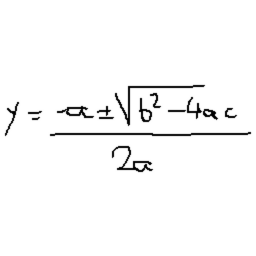 y = (-a ± √(b² - 4ac)) / 2a